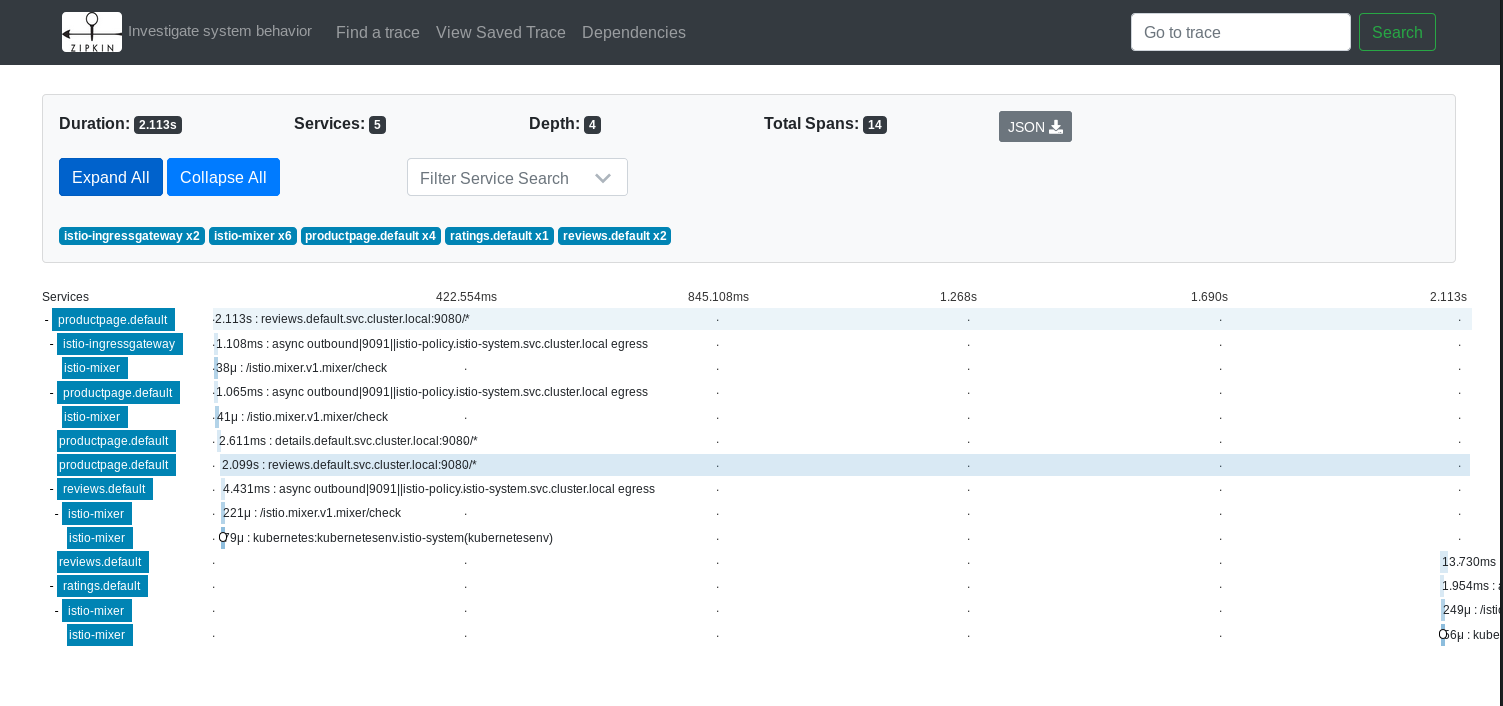 ZIPKIN Investigate system behavior Find a trace View Saved Trace Dependencies Go to trace Search
Duration: 2.113s Services: 5 Depth: 4 Total Spans: 14 JSON
Expand All Collapse All Filter Service Search
istio-ingressgateway x2 istio-mixer x6 productpage.default x4 ratings.default x1 reviews.default x2
Services 422.554ms 845.108ms 1.268s 1.690s 2.113s
- productpage.default 2.113s : reviews.default.svc.cluster.local:9080/*
- istio-ingressgateway 1.108ms : async outbound|9091||istio-policy.istio-system.svc.cluster.local egress
istio-mixer 38μ : /istio.mixer.v1.mixer/check
- productpage.default 1.065ms : async outbound|9091||istio-policy.istio-system.svc.cluster.local egress
istio-mixer 41μ : /istio.mixer.v1.mixer/check
productpage.default 2.611ms : details.default.svc.cluster.local:9080/*
productpage.default 2.099s : reviews.default.svc.cluster.local:9080/*
- reviews.default 4.431ms : async outbound|9091||istio-policy.istio-system.svc.cluster.local egress
- istio-mixer 221μ : /istio.mixer.v1.mixer/check
istio-mixer 79μ : kubernetes:kubernetesenv.istio-system(kubernetesenv)
reviews.default 13.730ms
- ratings.default 1.954ms : a
- istio-mixer 249μ : /istio
istio-mixer 56μ : kube